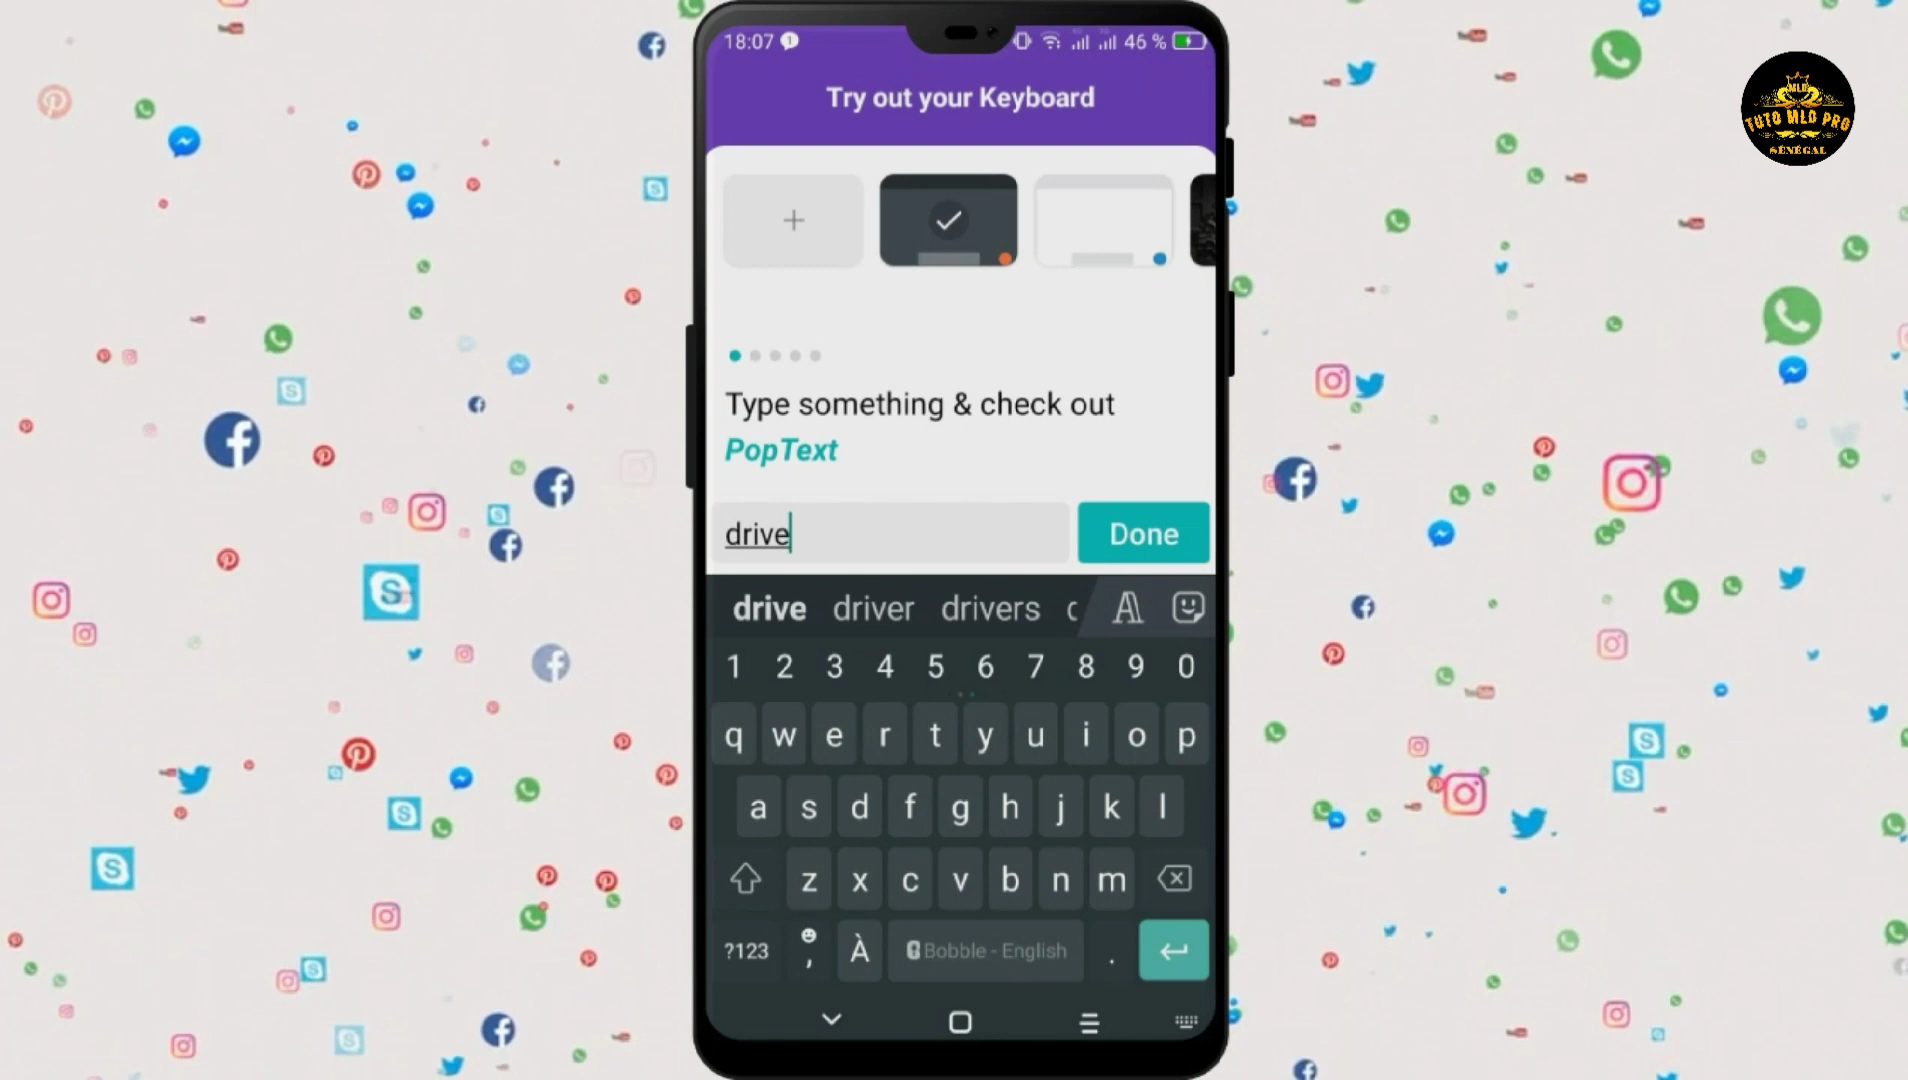 18:07
46 %
Try out your Keyboard
MLD
TUTO MLD PRO
SÉNÉGAL
Type something & check out
PopText
drive
Done
drive driver drivers
1 2 3 4 5 6 7 8 9 0
q w e r t y u i o p
a s d f g h j k l
z x c v b n m
?123 , À Bobble - English .